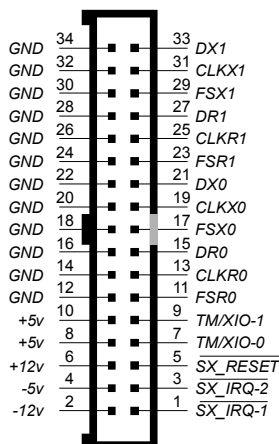 GND 34 33 DX1
GND 32 31 CLKX1
GND 30 29 FSX1
GND 28 27 DR1
GND 26 25 CLKR1
GND 24 23 FSR1
GND 22 21 DX0
GND 20 19 CLKX0
GND 18 17 FSX0
GND 16 15 DR0
GND 14 13 CLKR0
GND 12 11 FSR0
+5v 10 9 TM/XIO-1
+5v 8 7 TM/XIO-0
+12v 6 5 SX_RESET
-5v 4 3 SX_IRQ-2
-12v 2 1 SX_IRQ-1